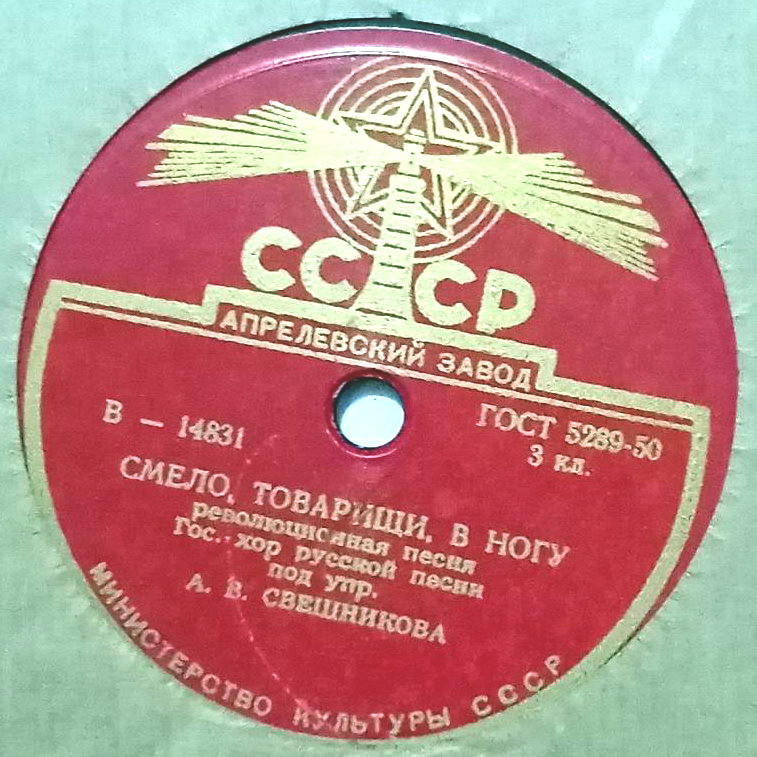 СССР
АПРЕЛЕВСКИЙ ЗАВОД
В — 14831
ГОСТ 5289-50
3 кл.
СМЕЛО, ТОВАРИЩИ, В НОГУ
революционная песня
Гос. хор русской песни
под упр.
А. В. СВЕШНИКОВА
МИНИСТЕРСТВО КУЛЬТУРЫ СССР